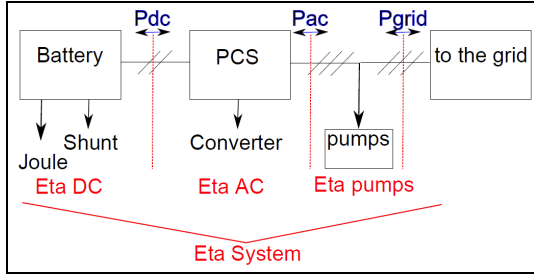 Pdc Pac Pgrid
Battery PCS to the grid
Shunt Converter pumps
Joule
Eta DC Eta AC Eta pumps
Eta System